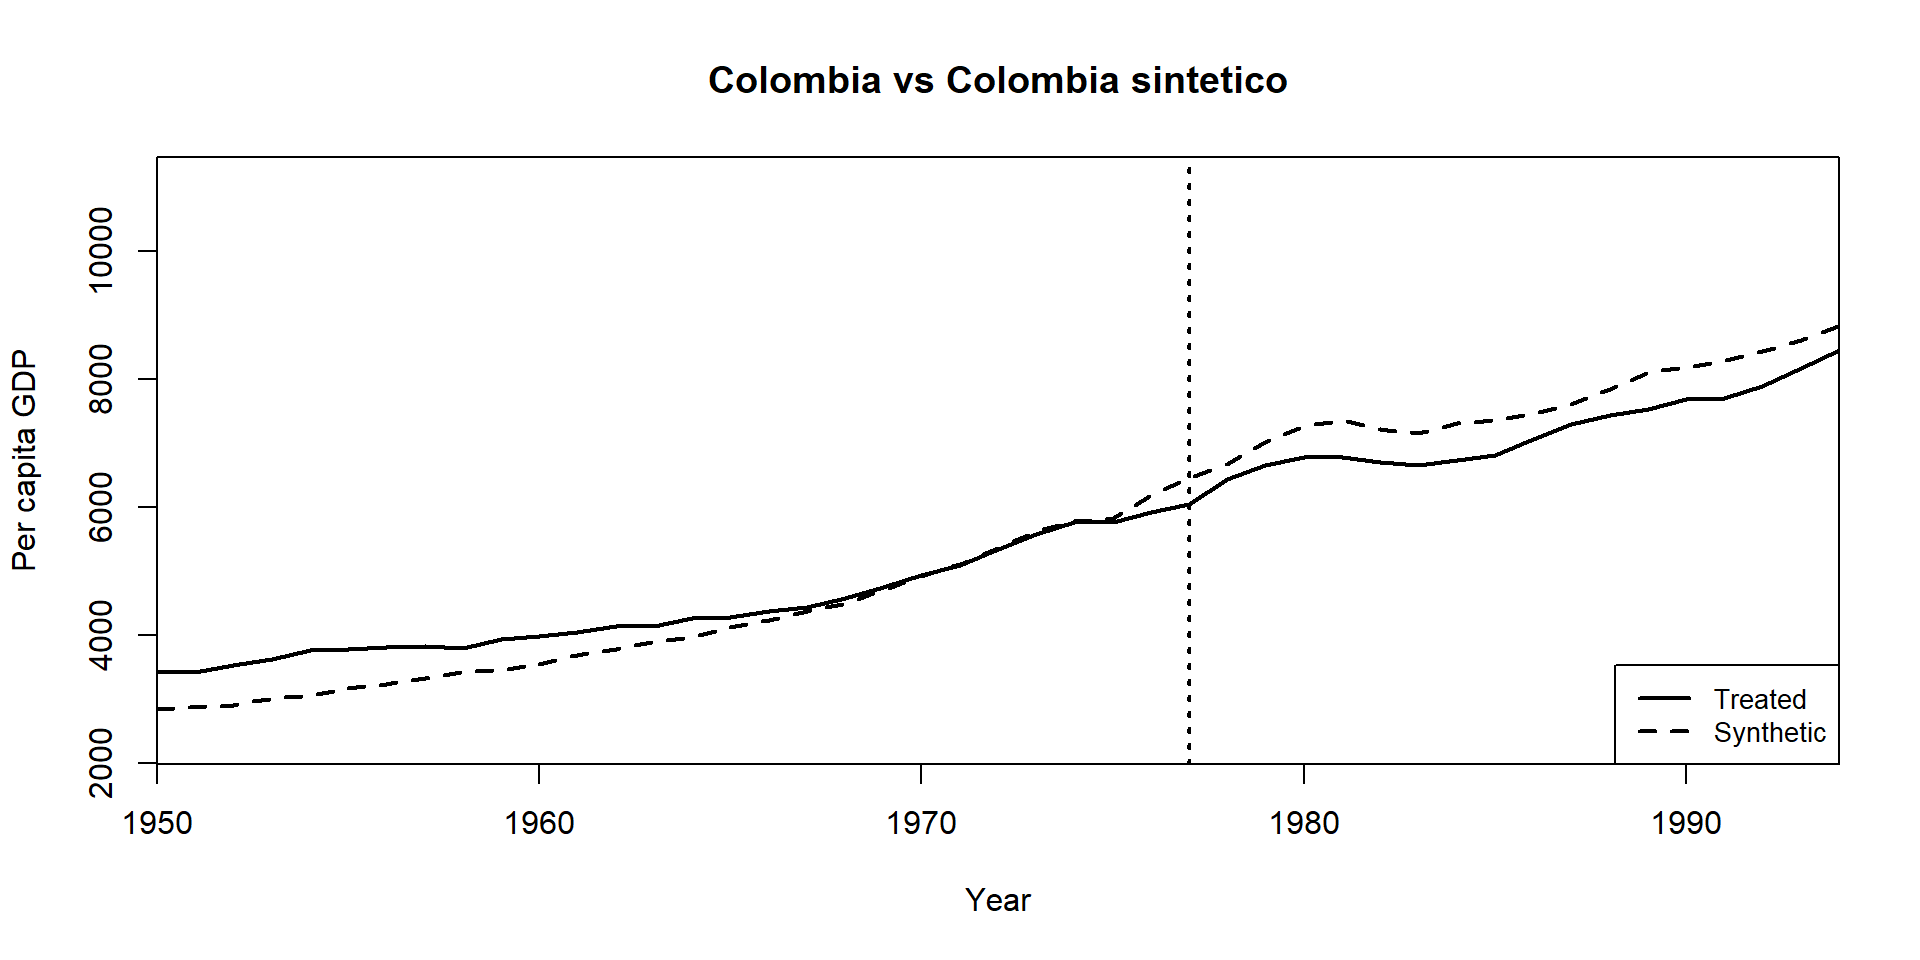 Colombia vs Colombia sintetico
Per capita GDP
10000
8000
6000
4000
2000
1950 1960 1970 1980 1990
Year
Treated
Synthetic